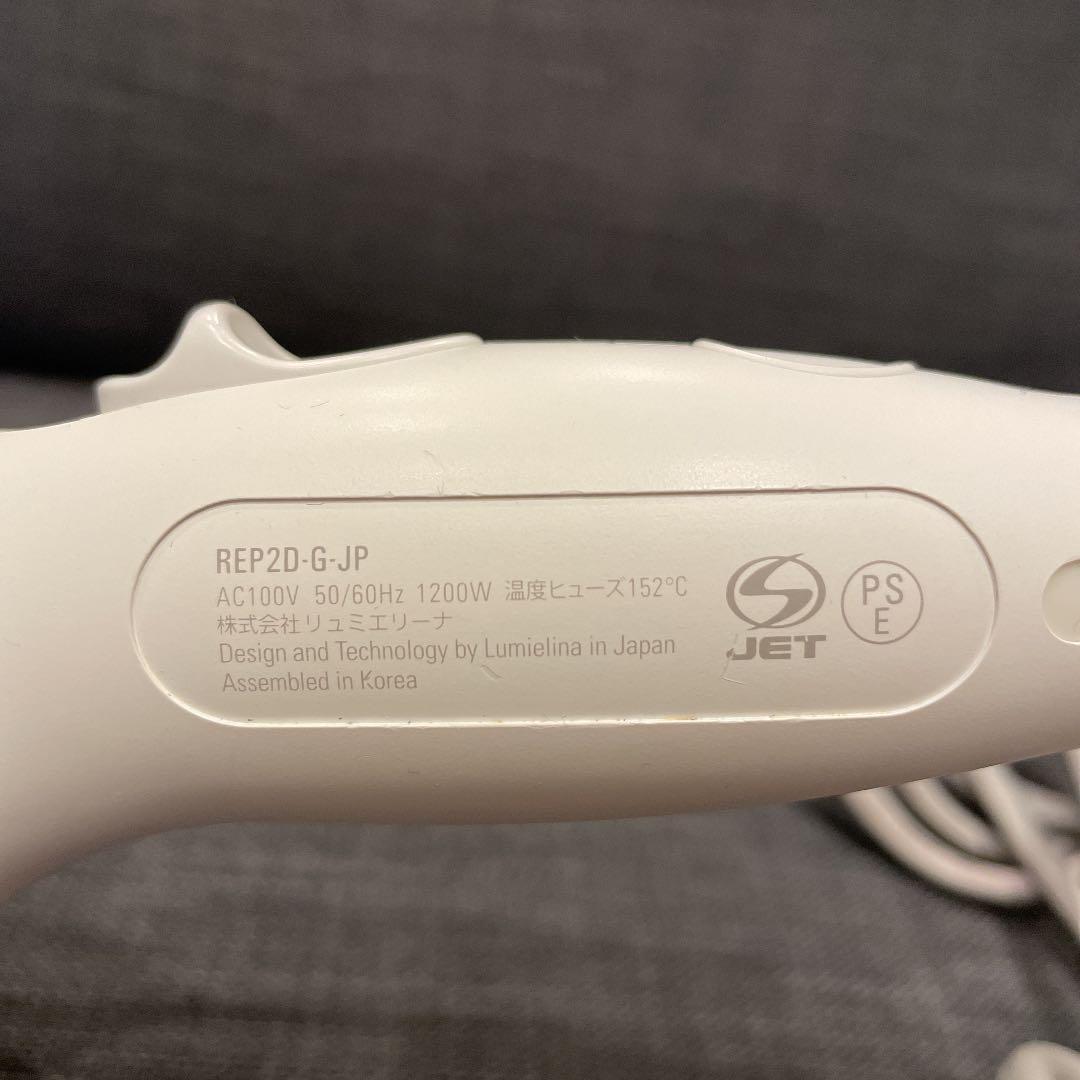 REP2D-G-JP
AC100V 50/60Hz 1200W 温度ヒューズ152°C
株式会社リュミエリーナ
Design and Technology by Lumielina in Japan
Assembled in Korea
S
JET
PS
E